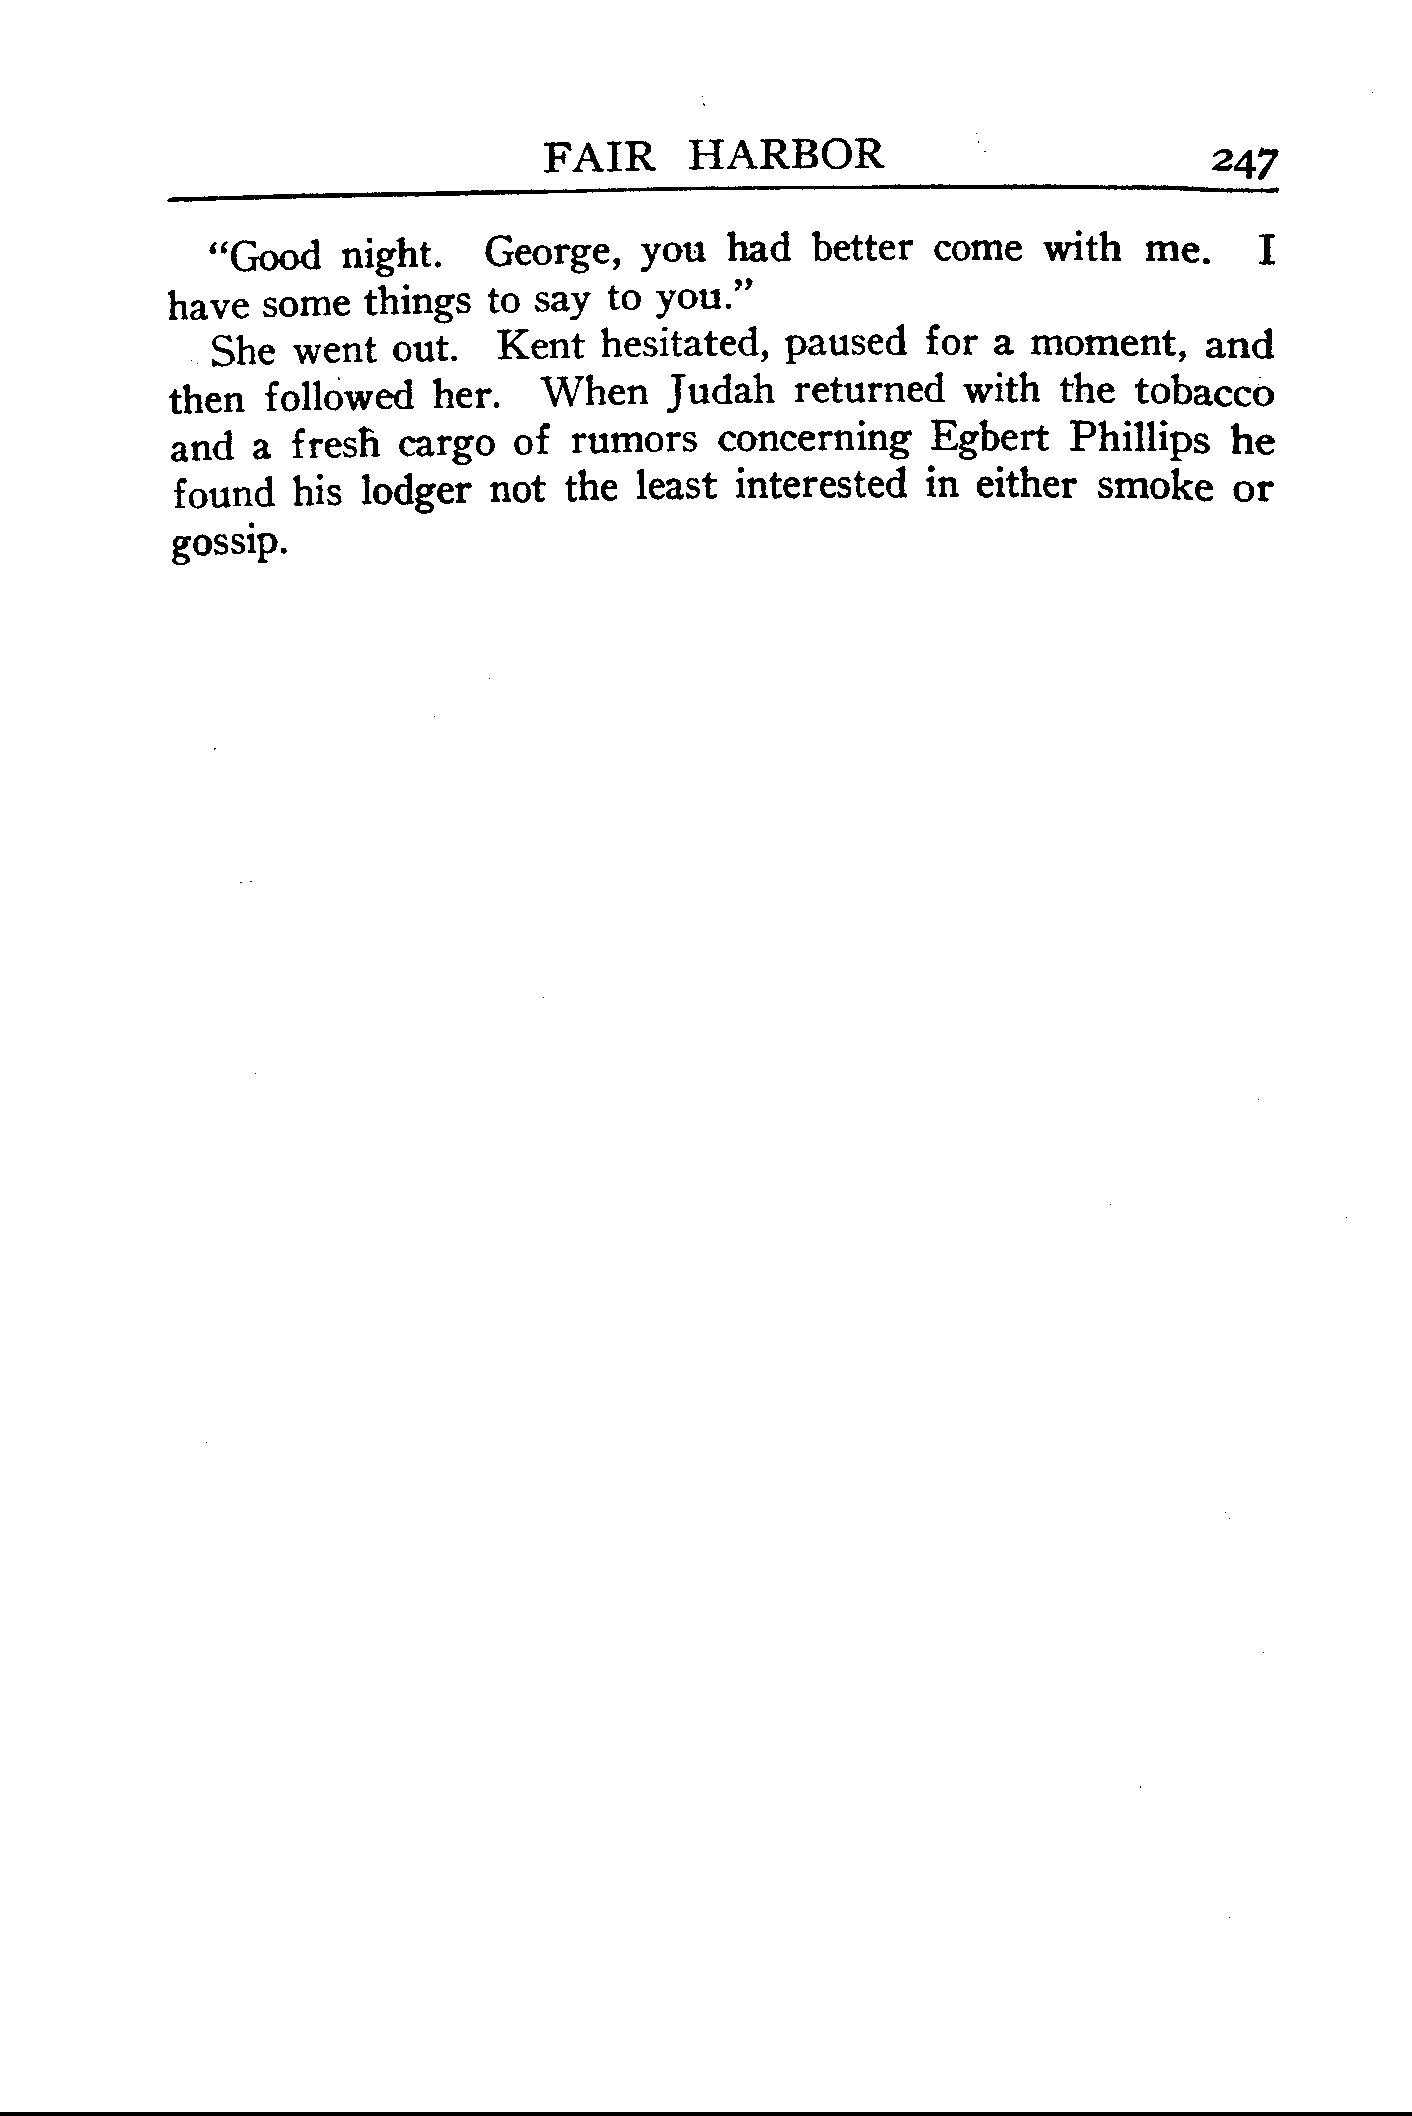 FAIR HARBOR 247
“Good night. George, you had better come with me. I
have some things to say to you.”
She went out. Kent hesitated, paused for a moment, and
then followed her. When Judah returned with the tobacco
and a fresh cargo of rumors concerning Egbert Phillips he
found his lodger not the least interested in either smoke or
gossip.